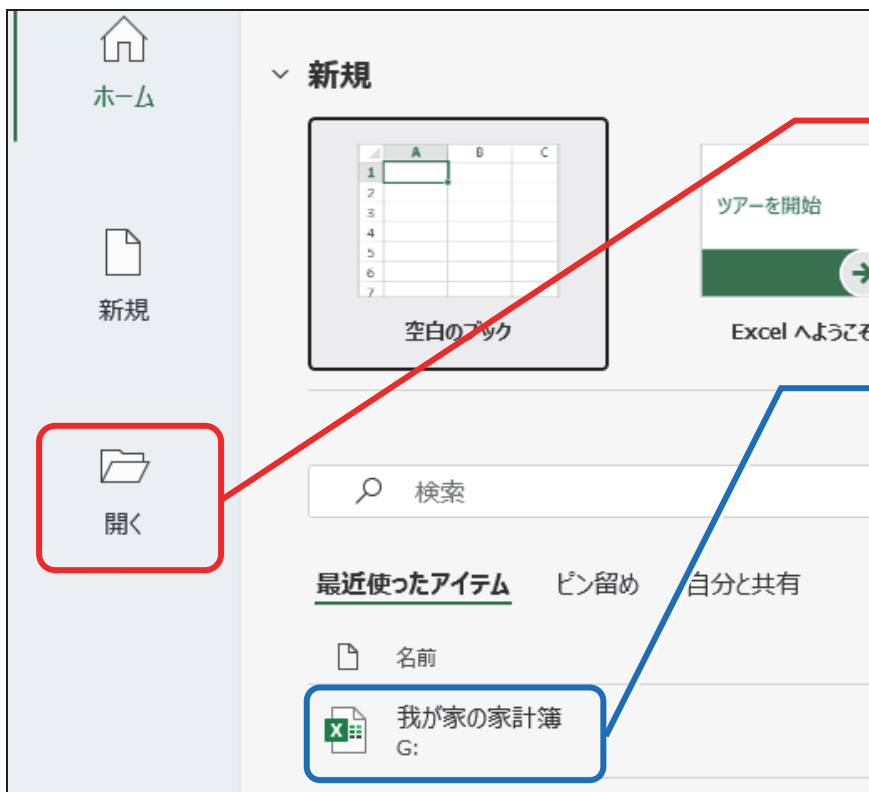 ホーム
新規
開く
新規
A B C
1
2
3
4
5
6
7
空白のブック
ツアーを開始
Excel へようこそ
検索
最近使ったアイテム ピン留め 自分と共有
名前
我が家の家計簿
G: